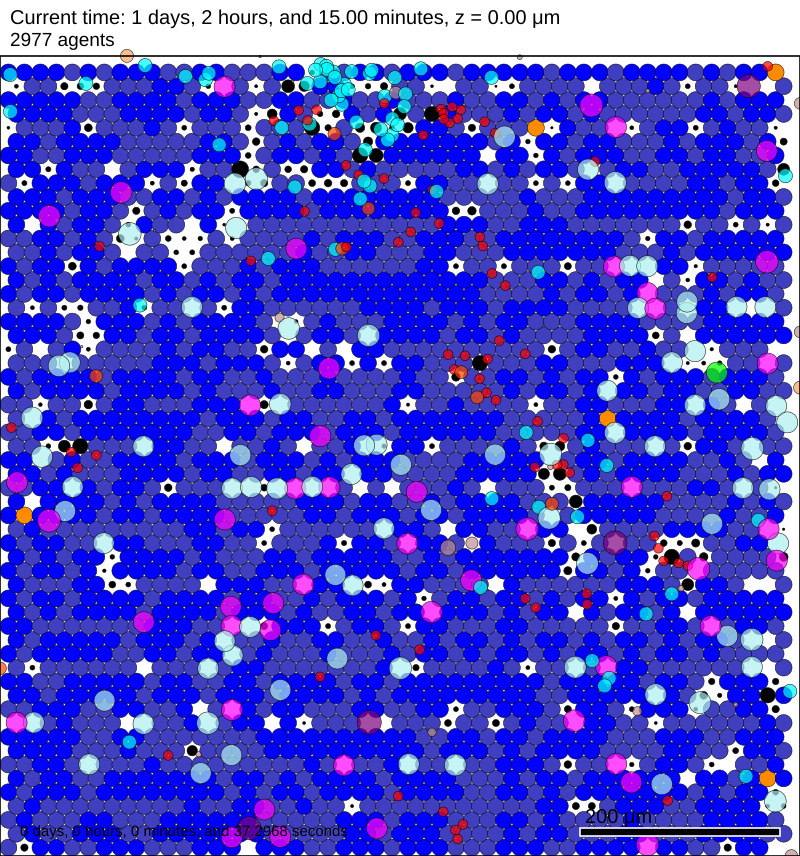 Current time: 1 days, 2 hours, and 15.00 minutes, z = 0.00 μm
2977 agents
200 μm
0 days, 0 hours, 0 minutes, and 37.2968 seconds